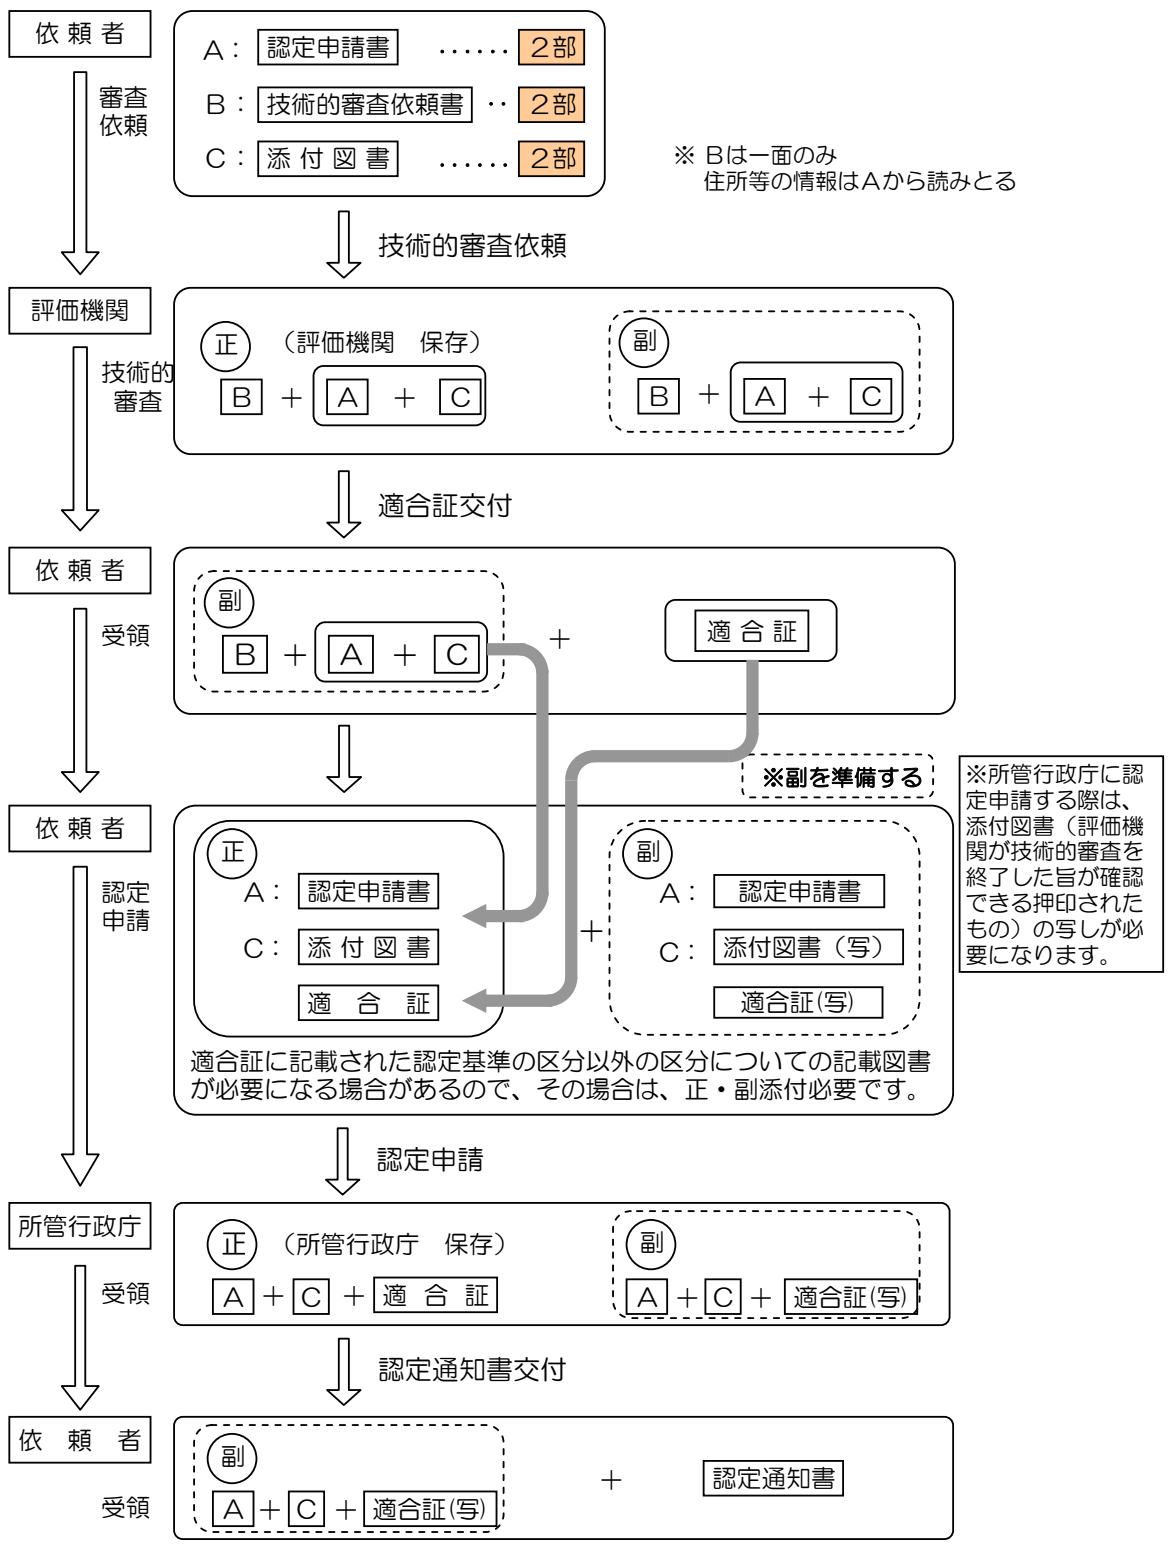 依頼者
A： 認定申請書 …… ２部
審査
依頼
B： 技術的審査依頼書 ‥ ２部
C： 添付図書 …… ２部
※ Bは一面のみ
住所等の情報はAから読みとる
技術的審査依頼
評価機関
正 （評価機関　保存）
副
技術的
審査
B ＋ A ＋ C
B ＋ A ＋ C
適合証交付
依頼者
副
受領
B ＋ A ＋ C
＋
適合証
※副を準備する
※所管行政庁に認
定申請する際は、
添付図書（評価機
関が技術的審査を
終了した旨が確認
できる押印された
もの）の写しが必
要になります。
依頼者
認定
申請
正
A： 認定申請書
C： 添付図書
適合証
＋
副
A： 認定申請書
C： 添付図書（写）
適合証(写)
適合証に記載された認定基準の区分以外の区分についての記載図書
が必要になる場合があるので、その場合は、正・副添付必要です。
認定申請
所管行政庁
正 （所管行政庁　保存）
副
受領
A ＋ C ＋ 適合証
A ＋ C ＋ 適合証(写)
認定通知書交付
依頼者
副
受領
A ＋ C ＋ 適合証(写)
＋
認定通知書